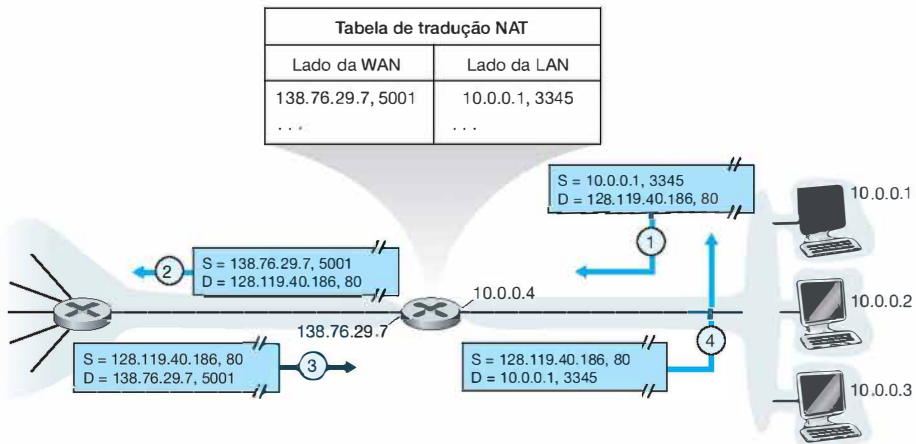 Tabela de tradução NAT
Lado da WAN Lado da LAN
138.76.29.7, 5001 10.0.0.1, 3345
. . . . . .
S = 10.0.0.1, 3345
D = 128.119.40.186, 80
10.0.0.1
1
2
S = 138.76.29.7, 5001
D = 128.119.40.186, 80
10.0.0.4
10.0.0.2
138.76.29.7
4
S = 128.119.40.186, 80
D = 138.76.29.7, 5001
3
S = 128.119.40.186, 80
D = 10.0.0.1, 3345
10.0.0.3